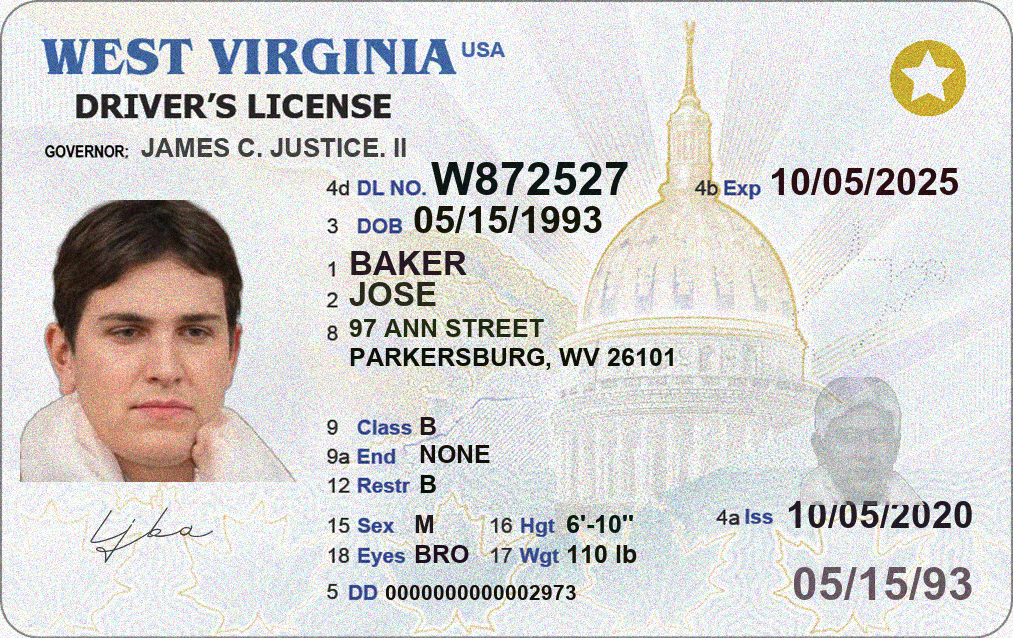 WEST VIRGINIA USA
DRIVER'S LICENSE
GOVERNOR: JAMES C. JUSTICE. II
4d DL NO. W872527 4b Exp 10/05/2025
3 DOB 05/15/1993
1 BAKER
2 JOSE
8 97 ANN STREET
PARKERSBURG, WV 26101
9 Class B
9a End NONE
12 Restr B
15 Sex M 16 Hgt 6'-10" 4a Iss 10/05/2020
18 Eyes BRO 17 Wgt 110 lb
5 DD 0000000000002973 05/15/93